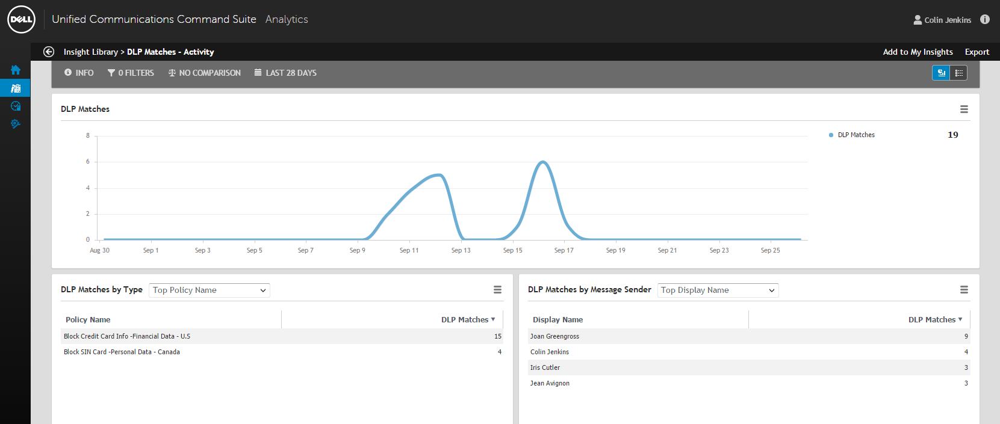 DELL
Unified Communications Command Suite Analytics
Colin Jenkins
Insight Library > DLP Matches - Activity
Add to My Insights
Export
INFO
0 FILTERS
NO COMPARISON
LAST 28 DAYS
DLP Matches
8
6
4
2
0
Aug 30 Sep 1 Sep 3 Sep 5 Sep 7 Sep 9 Sep 11 Sep 13 Sep 15 Sep 17 Sep 19 Sep 21 Sep 23 Sep 25
DLP Matches 19
DLP Matches by Type Top Policy Name
Policy Name DLP Matches
Block Credit Card Info -Financial Data - U.S 15
Block SIN Card -Personal Data - Canada 4
DLP Matches by Message Sender Top Display Name
Display Name DLP Matches
Joan Greengross 9
Colin Jenkins 4
Iris Cutler 3
Jean Avignon 3